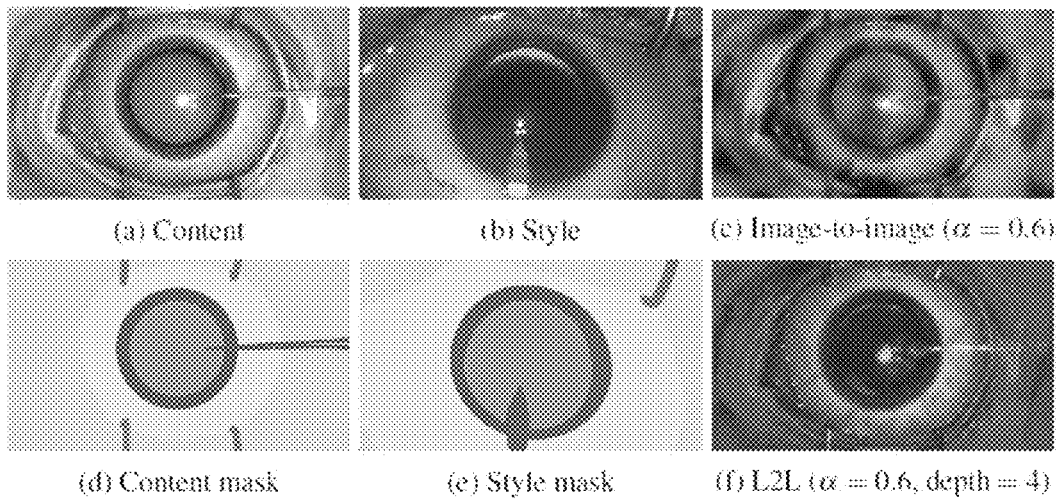 (a) Content
(b) Style
(c) Image-to-image (α = 0.6)
(d) Content mask
(e) Style mask
(f) L2L (α = 0.6, depth = 4)